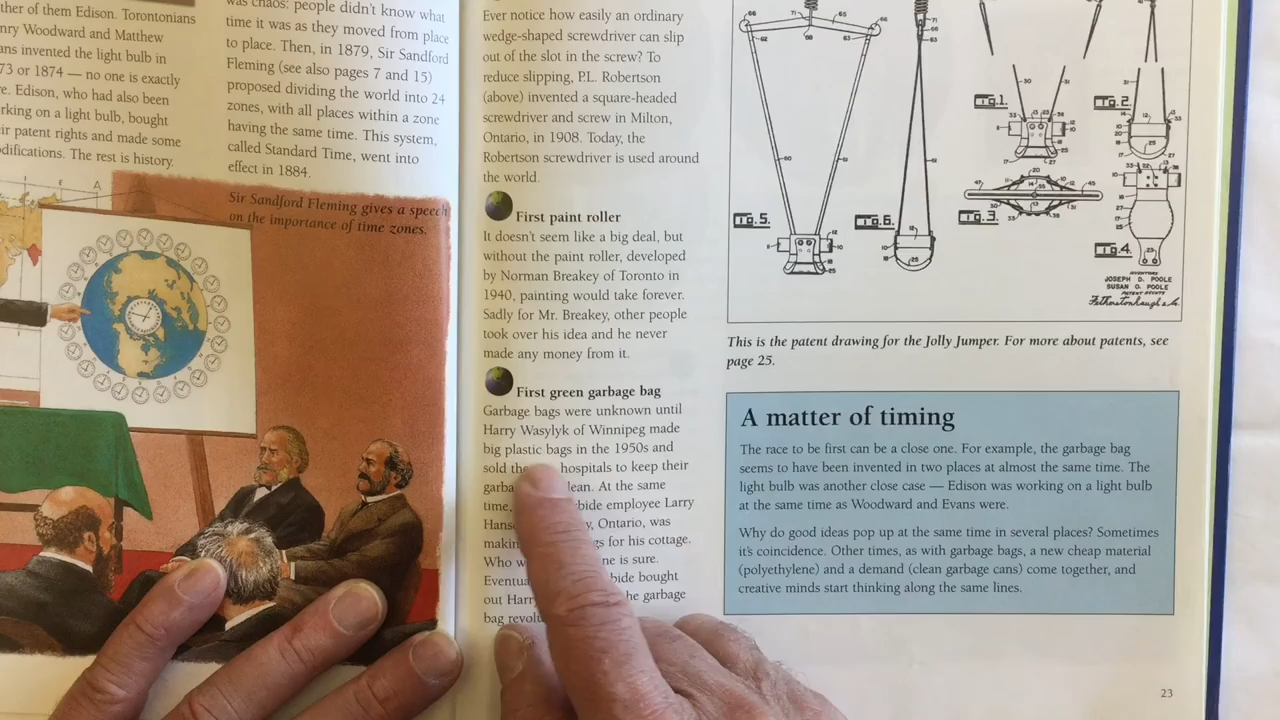 ther of them Edison. Torontonians
nry Woodward and Matthew
ans invented the light bulb in
73 or 1874 — no one is exactly
e. Edison, who had also been
rking on a light bulb, bought
ir patent rights and made some
difications. The rest is history.
was chaos: people didn't know what
time it was as they moved from place
to place. Then, in 1879, Sir Sandford
Fleming (see also pages 7 and 15)
proposed dividing the world into 24
zones, with all places within a zone
having the same time. This system,
called Standard Time, went into
effect in 1884.
Sir Sandford Fleming gives a speech
on the importance of time zones.
Ever notice how easily an ordinary
wedge-shaped screwdriver can slip
out of the slot in the screw? To
reduce slipping, P.L. Robertson
(above) invented a square-headed
screwdriver and screw in Milton,
Ontario, in 1908. Today, the
Robertson screwdriver is used around
the world.
First paint roller
It doesn't seem like a big deal, but
without the paint roller, developed
by Norman Breakey of Toronto in
1940, painting would take forever.
Sadly for Mr. Breakey, other people
took over his idea and he never
made any money from it.
First green garbage bag
Garbage bags were unknown until
Harry Wasylyk of Winnipeg made
big plastic bags in the 1950s and
sold the hospitals to keep their
garba lean. At the same
time, bide employee Larry
Hans y, Ontario, was
makin gs for his cottage.
Who w ne is sure.
Eventua bide bought
out Harr he garbage
bag revolu
Fig. 1.
Fig. 2.
Fig. 5.
Fig. 6.
Fig. 3.
Fig. 4.
INVENTORS
JOSEPH D. POOLE
SUSAN O. POOLE
PATENT AGENTS
Fetherstonhaugh & Co.
This is the patent drawing for the Jolly Jumper. For more about patents, see
page 25.
A matter of timing
The race to be first can be a close one. For example, the garbage bag
seems to have been invented in two places at almost the same time. The
light bulb was another close case — Edison was working on a light bulb
at the same time as Woodward and Evans were.
Why do good ideas pop up at the same time in several places? Sometimes
it's coincidence. Other times, as with garbage bags, a new cheap material
(polyethylene) and a demand (clean garbage cans) come together, and
creative minds start thinking along the same lines.
23